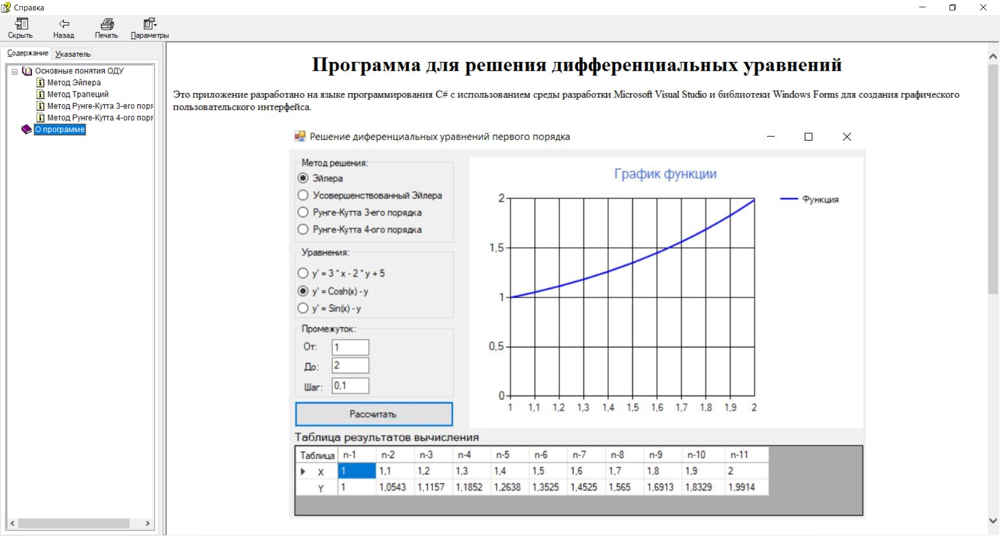 Справка
Скрыть Назад Печать Параметры
Содержание Указатель
Основные понятия ОДУ
Метод Эйлера
Метод Трапеций
Метод Рунге-Кутта 3-его
Метод Рунге-Кутта 4-ого
О программе
Программа для решения дифференциальных уравнений
Это приложение разработано на языке программирования C# с использованием среды разработки Microsoft Visual Studio и библиотеки Windows Forms для создания графического
пользовательского интерфейса.
Решение диференциальных уравнений первого порядка
Метод решения:
Эйлера
Усовершенствованный Эйлера
Рунге-Кутта 3-его порядка
Рунге-Кутта 4-ого порядка
Уравнения:
y' = 3 * x - 2 * y + 5
y' = Cosh(x) - y
y' = Sin(x) - y
Промежуток:
От: 1
До: 2
Шаг: 0,1
Рассчитать
График функции
Функция
2
1,5
1
0,5
0
1 1,1 1,2 1,3 1,4 1,5 1,6 1,7 1,8 1,9 2
Таблица результатов вычисления
Таблица n-1 n-2 n-3 n-4 n-5 n-6 n-7 n-8 n-9 n-10 n-11
X 1 1,1 1,2 1,3 1,4 1,5 1,6 1,7 1,8 1,9 2
Y 1 1,0543 1,1157 1,1852 1,2638 1,3525 1,4525 1,565 1,6913 1,8329 1,9914